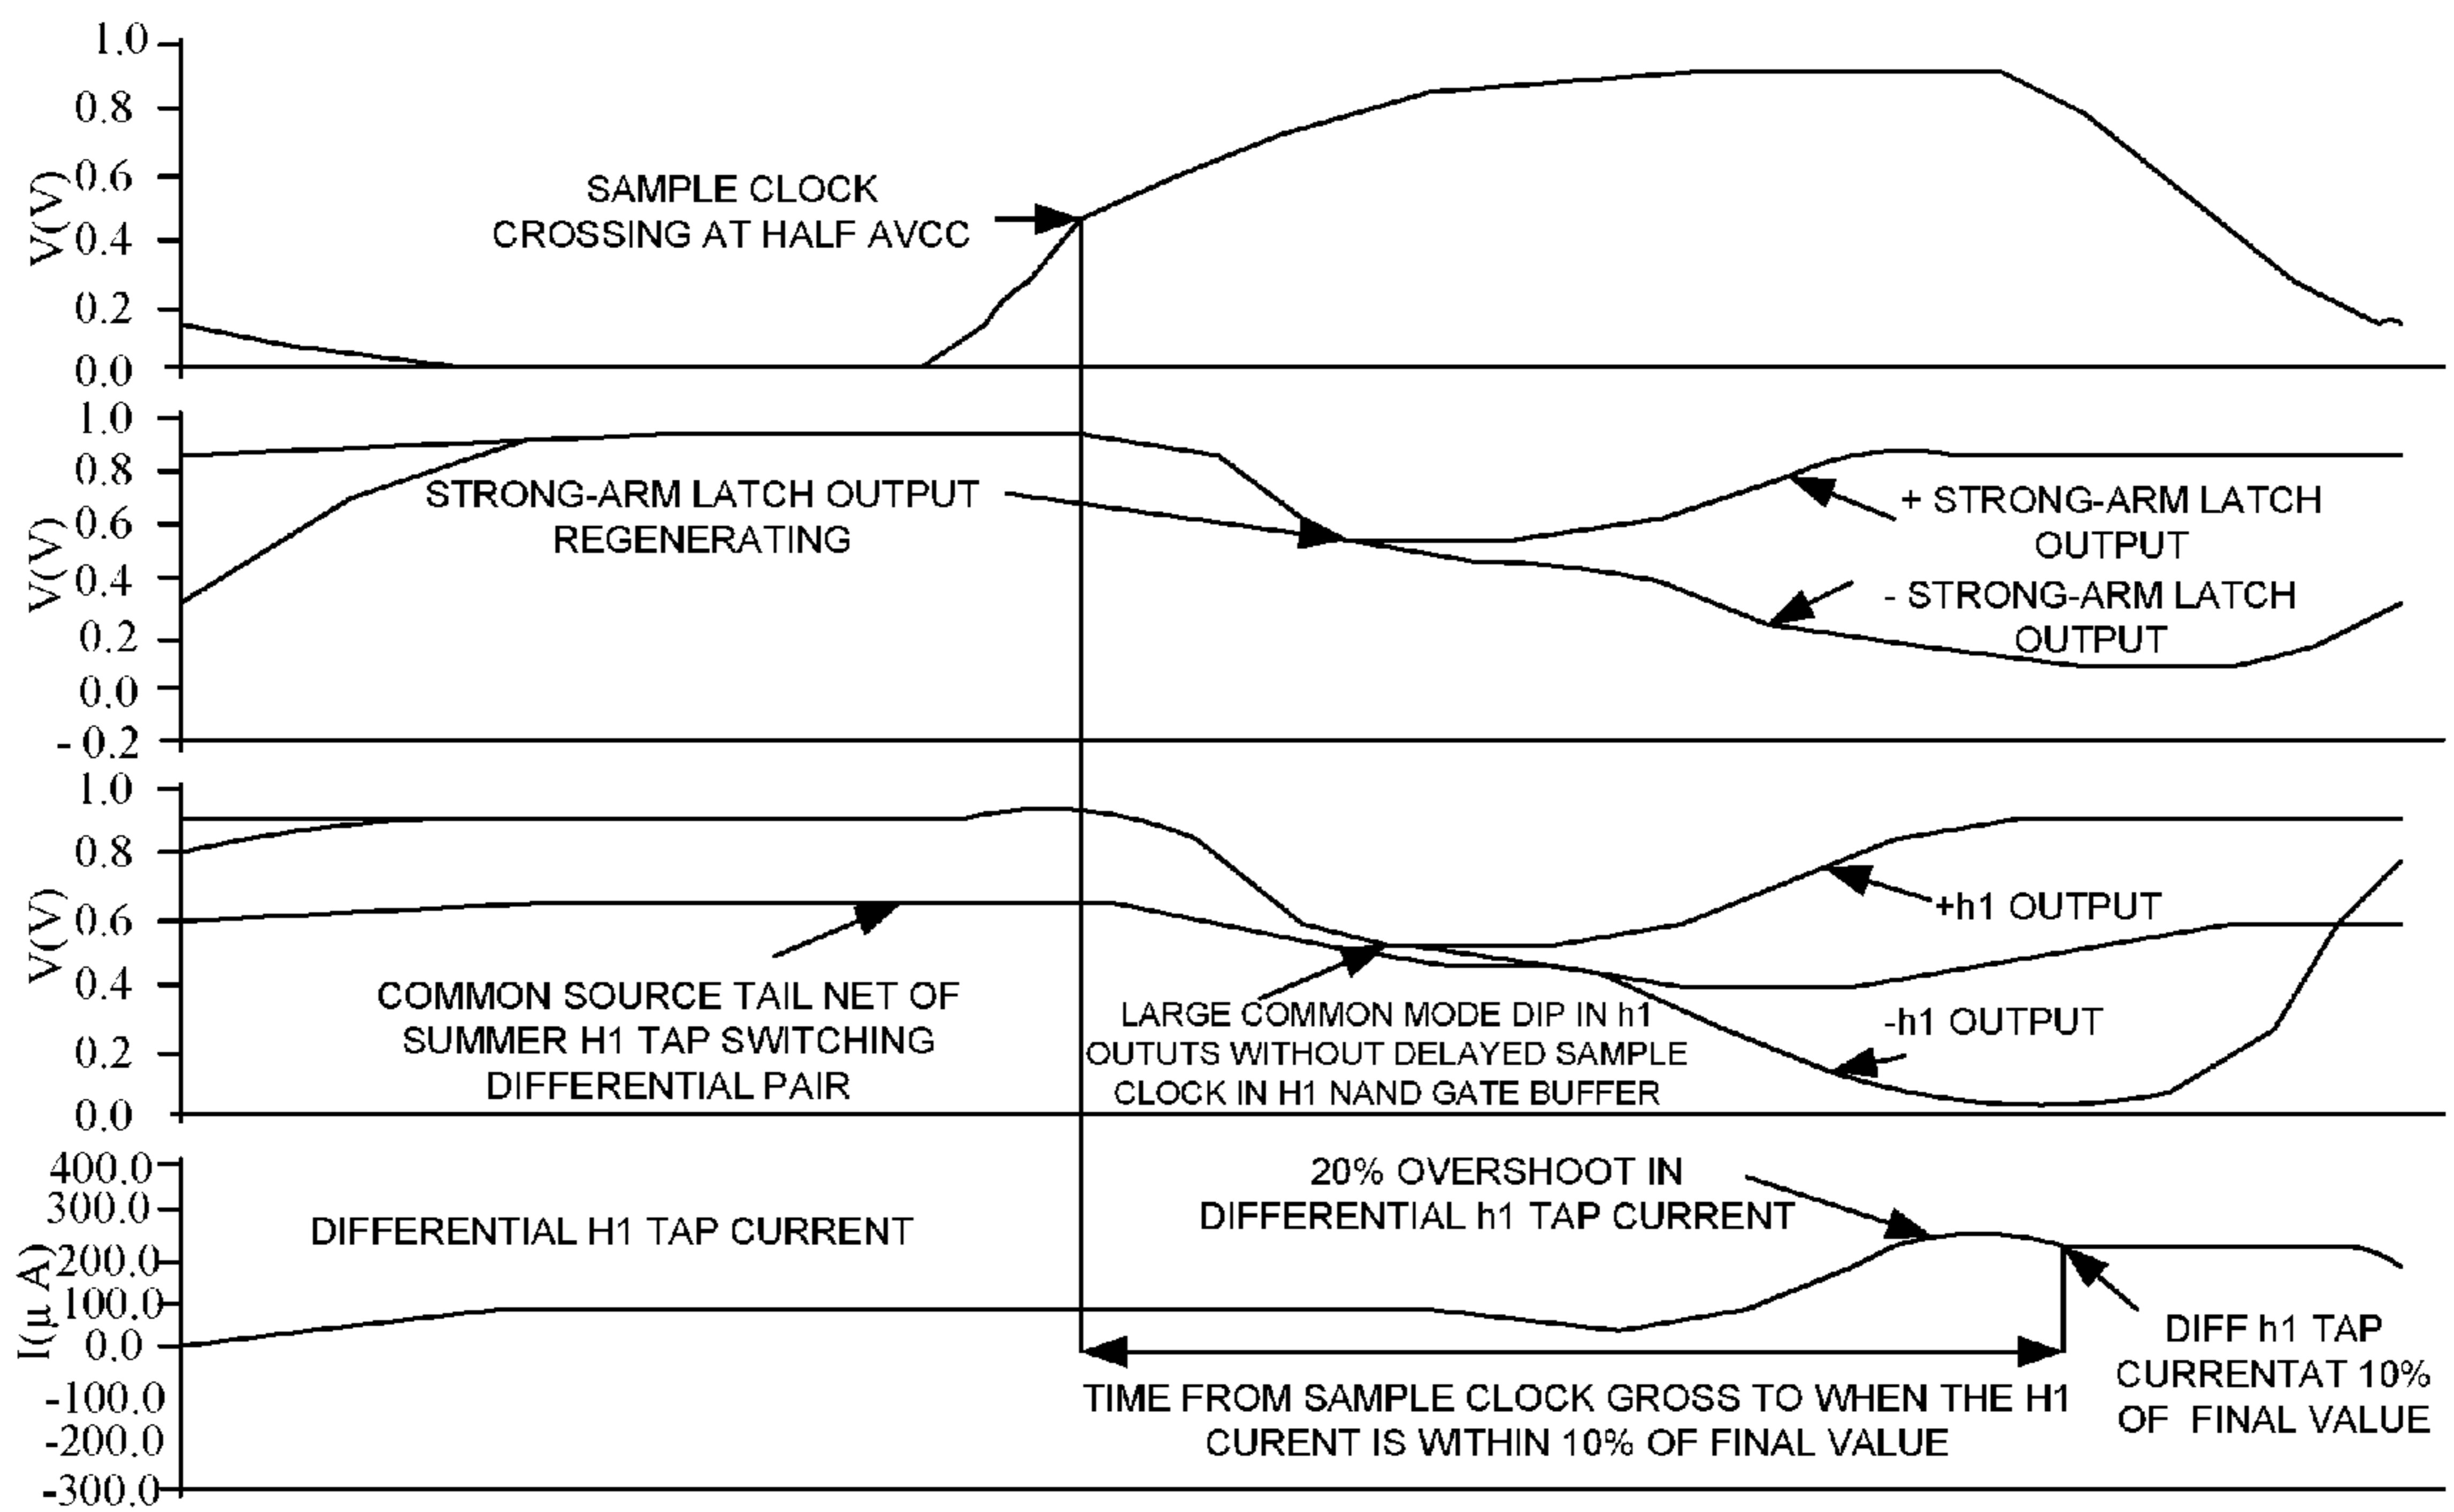 1.0
0.8
0.6
0.4
0.2
0.0
V(V)
SAMPLE CLOCK
CROSSING AT HALF AVCC
1.0
0.8
0.6
0.4
0.2
0.0
- 0.2
V(V)
STRONG-ARM LATCH OUTPUT
REGENERATING
+ STRONG-ARM LATCH
OUTPUT
- STRONG-ARM LATCH
OUTPUT
1.0
0.8
0.6
0.4
0.2
0.0
V(V)
COMMON SOURCE TAIL NET OF
SUMMER H1 TAP SWITCHING
DIFFERENTIAL PAIR
LARGE COMMON MODE DIP IN h1
OUTUTS WITHOUT DELAYED SAMPLE
CLOCK IN H1 NAND GATE BUFFER
+h1 OUTPUT
-h1 OUTPUT
400.0
300.0
200.0
100.0
0.0
-100.0
-200.0
-300.0
I(μ A)
DIFFERENTIAL H1 TAP CURRENT
20% OVERSHOOT IN
DIFFERENTIAL h1 TAP CURRENT
DIFF h1 TAP
CURRENTAT 10%
OF FINAL VALUE
TIME FROM SAMPLE CLOCK GROSS TO WHEN THE H1
CURENT IS WITHIN 10% OF FINAL VALUE